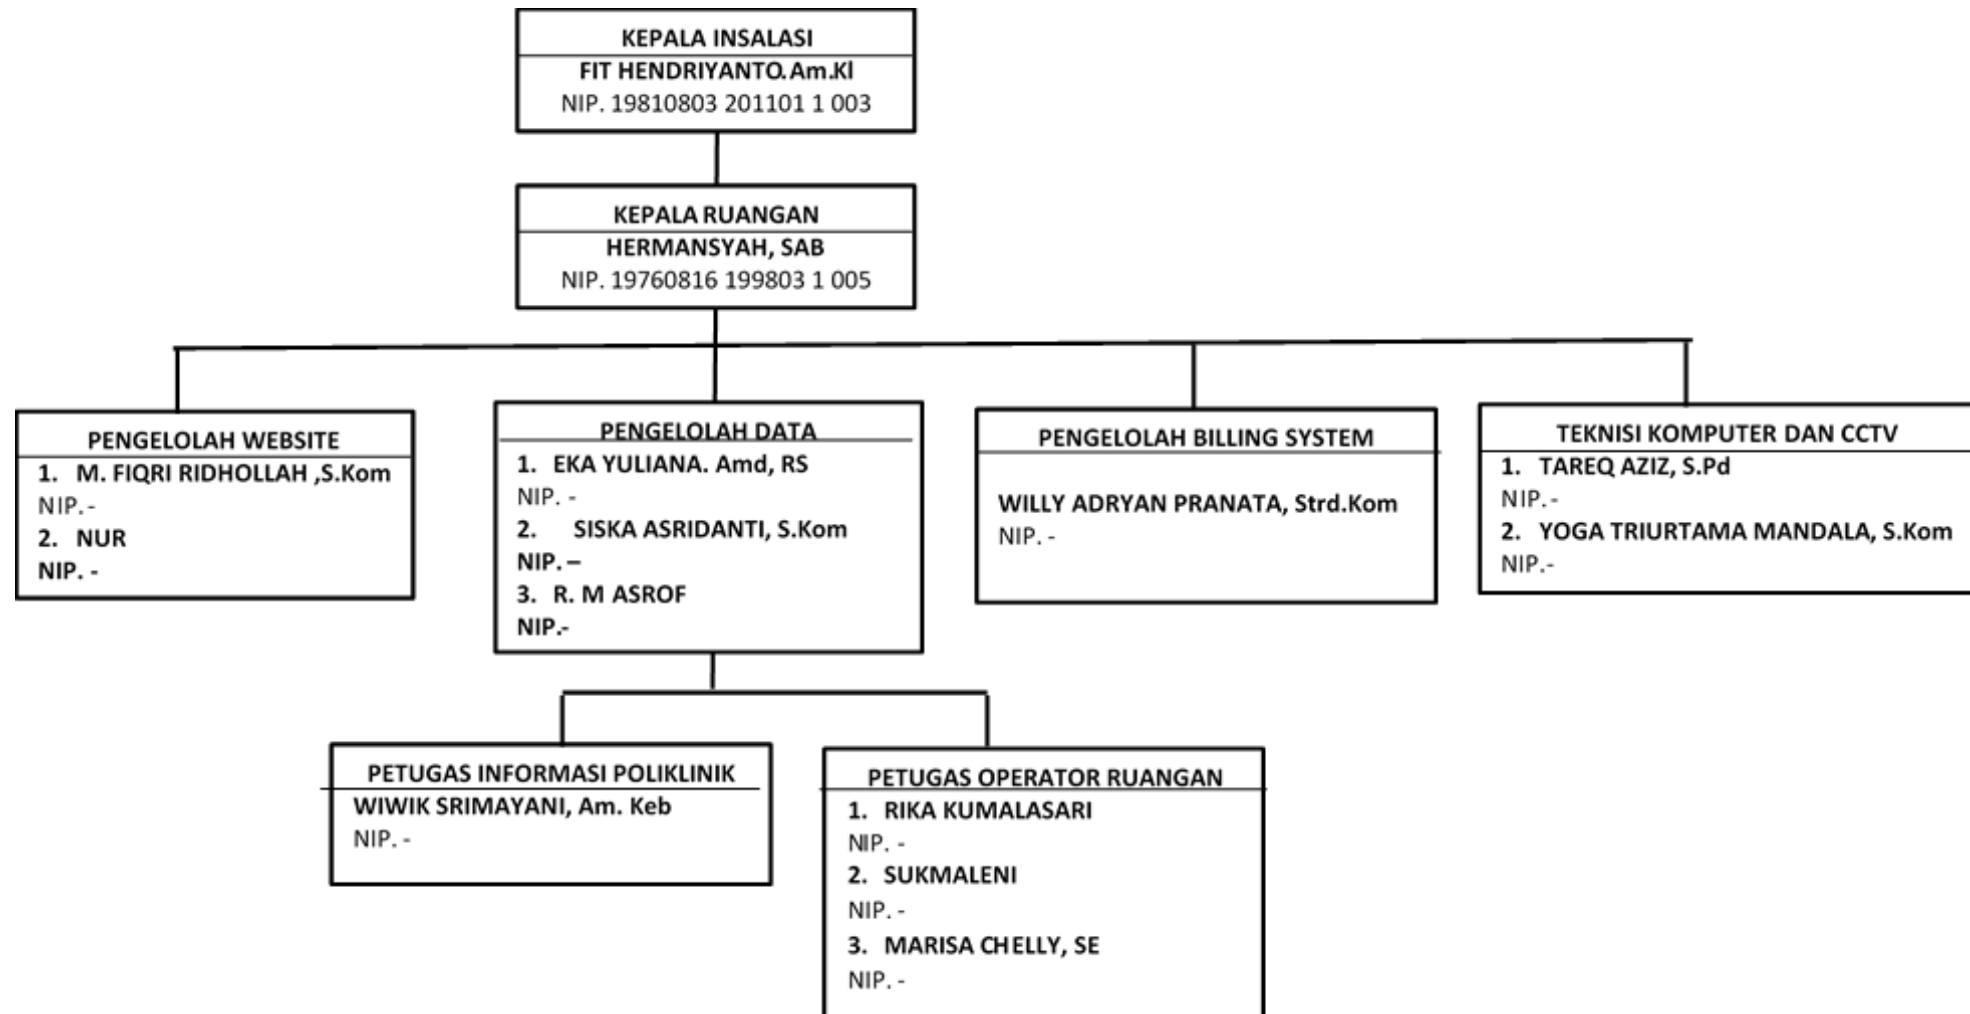 KEPALA INSALASI
FIT HENDRIYANTO.Am.Kl
NIP. 19810803 201101 1 003
KEPALA RUANGAN
HERMANSYAH, SAB
NIP. 19760816 199803 1 005
PENGELOLAH WEBSITE
1. M. FIQRI RIDHOLLAH ,S.Kom
NIP. -
2. NUR
NIP. -
PENGELOLAH DATA
1. EKA YULIANA. Amd, RS
NIP. -
2. SISKA ASRIDANTI, S.Kom
NIP. –
3. R. M ASROF
NIP.-
PENGELOLAH BILLING SYSTEM
WILLY ADRYAN PRANATA, Strd.Kom
NIP. -
TEKNISI KOMPUTER DAN CCTV
1. TAREQ AZIZ, S.Pd
NIP. -
2. YOGA TRIURTAMA MANDALA, S.Kom
NIP.-
PETUGAS INFORMASI POLIKLINIK
WIWIK SRIMAYANI, Am. Keb
NIP. -
PETUGAS OPERATOR RUANGAN
1. RIKA KUMALASARI
NIP. -
2. SUKMALENI
NIP. -
3. MARISA CHELLY, SE
NIP. -